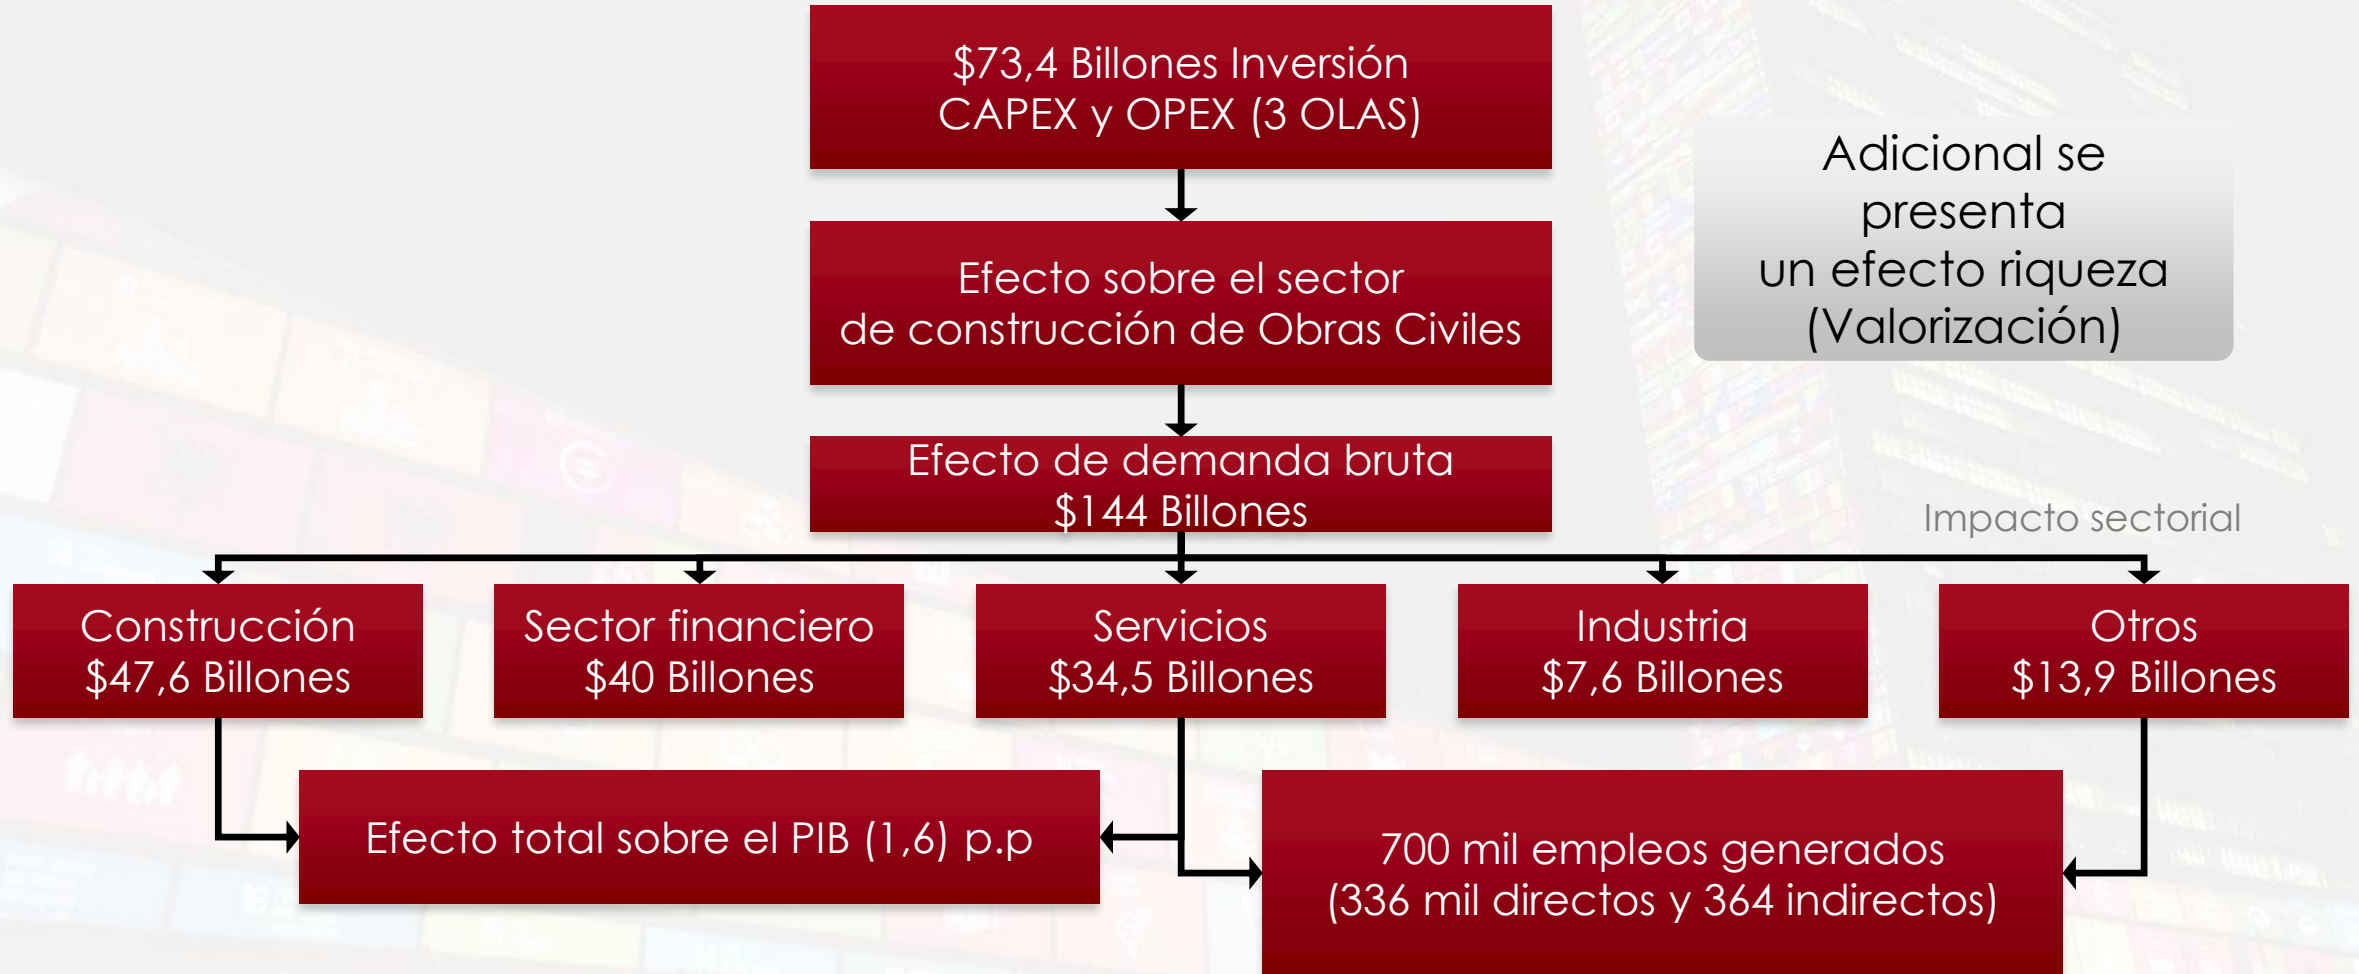 $73,4 Billones Inversión
CAPEX y OPEX (3 OLAS)
Adicional se
presenta
un efecto riqueza
(Valorización)
Efecto sobre el sector
de construcción de Obras Civiles
Efecto de demanda bruta
$144 Billones
Impacto sectorial
Construcción
$47,6 Billones
Sector financiero
$40 Billones
Servicios
$34,5 Billones
Industria
$7,6 Billones
Otros
$13,9 Billones
Efecto total sobre el PIB (1,6) p.p
700 mil empleos generados
(336 mil directos y 364 indirectos)